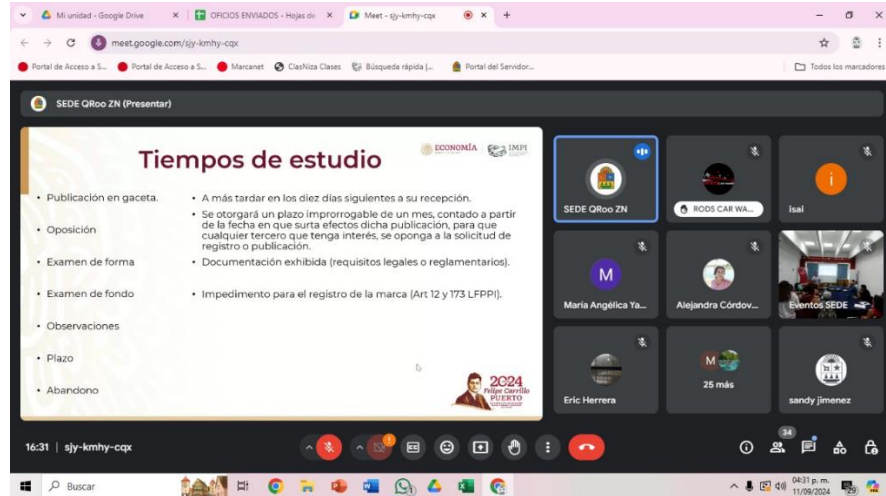 Mi unidad - Google Drive
OFICIOS ENVIADOS - Hojas de
Meet - sjy-kmhy-cqx
meet.google.com/sjy-kmhy-cqx
Portal de Acceso a S...
Portal de Acceso a S...
Marcanet
ClasNiza Clases
Búsqueda rápida |...
Portal del Servidor...
Todos los marcadores
SEDE QRoo ZN (Presentar)
ECONOMÍA
IMPI
Tiempos de estudio
• Publicación en gaceta.
• A más tardar en los diez días siguientes a su recepción.
• Oposición
• Se otorgará un plazo improrrogable de un mes, contado a partir
de la fecha en que surta efectos dicha publicación, para que
cualquier tercero que tenga interés, se oponga a la solicitud de
registro o publicación.
• Examen de forma
• Documentación exhibida (requisitos legales o reglamentarios).
• Examen de fondo
• Impedimento para el registro de la marca (Art 12 y 173 LFPPI).
• Observaciones
• Plazo
• Abandono
2024
Felipe Carrillo
PUERTO
SEDE QRoo ZN
RODS CAR WA...
i
Isai
M
María Angélica Ya...
Alejandra Córdov...
Eventos SEDE
Eric Herrera
M
25 más
sandy jimenez
16:31 | sjy-kmhy-cqx
34
Buscar
04:31 p. m.
11/09/2024